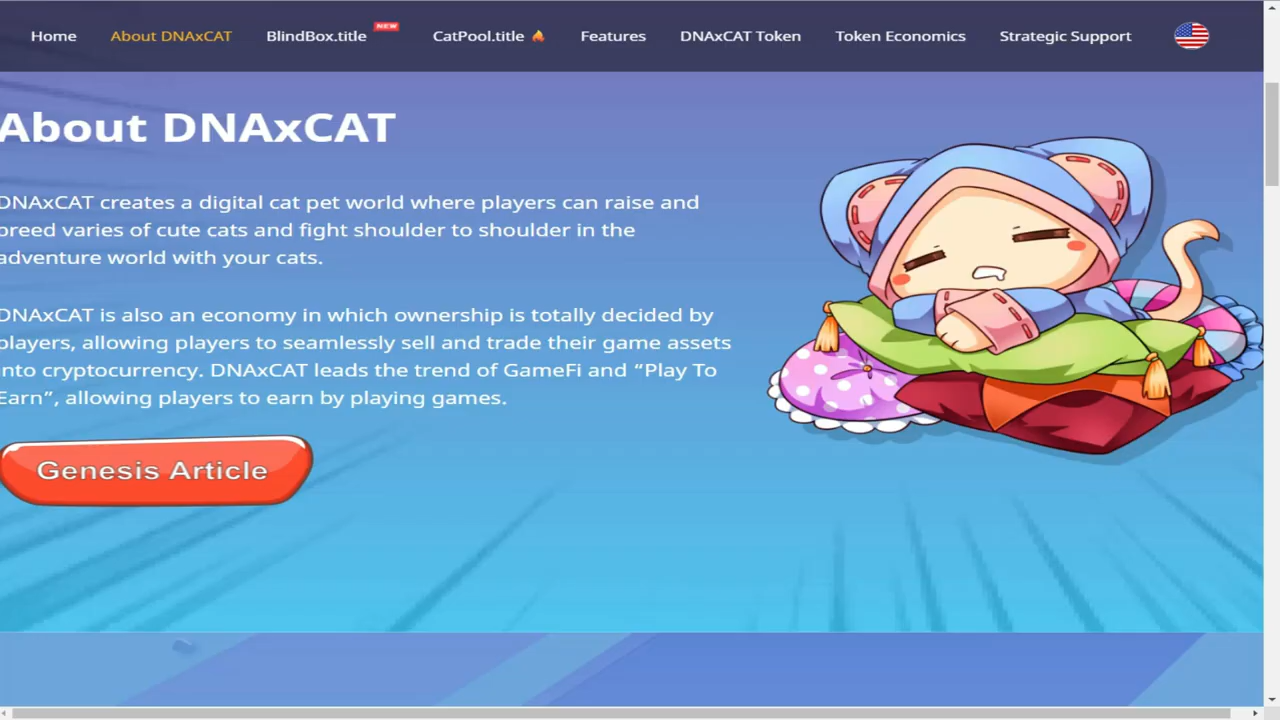 Home About DNAxCAT BlindBox.title NEW CatPool.title Features DNAxCAT Token Token Economics Strategic Support
About DNAxCAT
DNAxCAT creates a digital cat pet world where players can raise and
breed varies of cute cats and fight shoulder to shoulder in the
adventure world with your cats.
DNAxCAT is also an economy in which ownership is totally decided by
players, allowing players to seamlessly sell and trade their game assets
into cryptocurrency. DNAxCAT leads the trend of GameFi and “Play To
Earn”, allowing players to earn by playing games.
Genesis Article